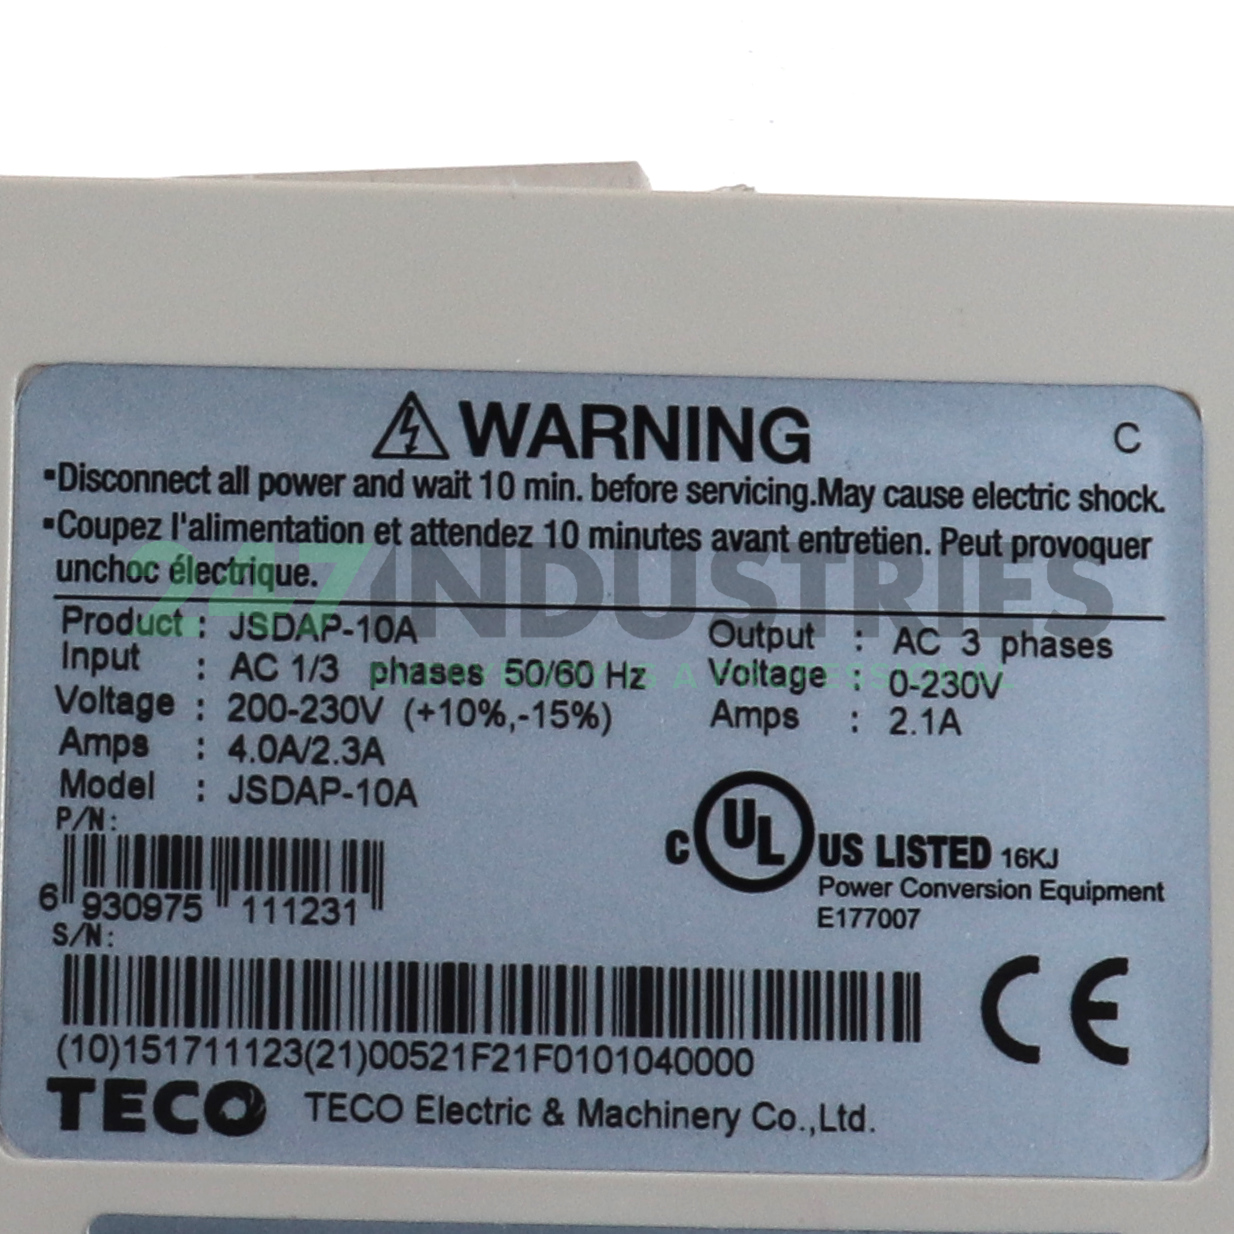 WARNING
C
▪Disconnect all power and wait 10 min. before servicing.May cause electric shock.
▪Coupez l'alimentation et attendez 10 minutes avant entretien. Peut provoquer
unchoc électrique.
247INDUSTRIES
EVERYBODY IS A PROFESSIONAL
Product : JSDAP-10A
Input : AC 1/3 phases 50/60 Hz
Voltage : 200-230V (+10%,-15%)
Amps : 4.0A/2.3A
Model : JSDAP-10A
Output : AC 3 phases
Voltage : 0-230V
Amps : 2.1A
P/N:
6 930975 111231
C UL US LISTED 16KJ
Power Conversion Equipment
E177007
S/N:
(10)151711123(21)00521F21F0101040000
CE
TECO TECO Electric & Machinery Co.,Ltd.